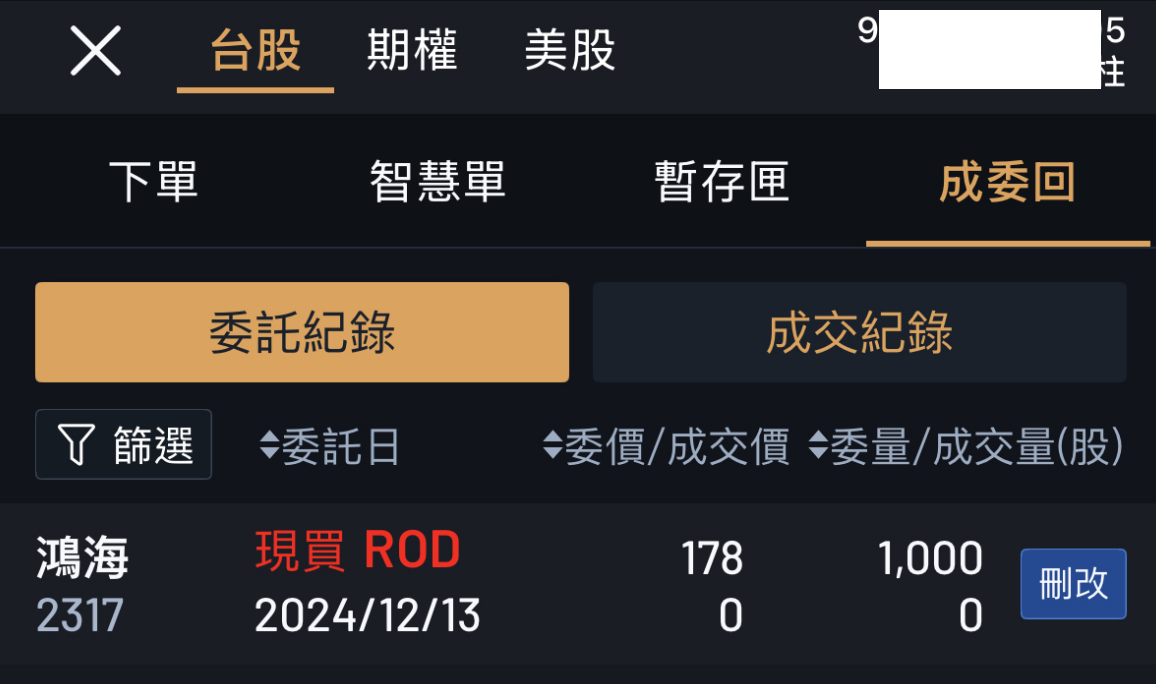 台股 期權 美股
9 5
柱
下單 智慧單 暫存匣 成委回
委託紀錄 成交紀錄
篩選 委託日 委價/成交價 委量/成交量(股)
鴻海 現買 ROD 178 1,000 刪改
2317 2024/12/13 0 0